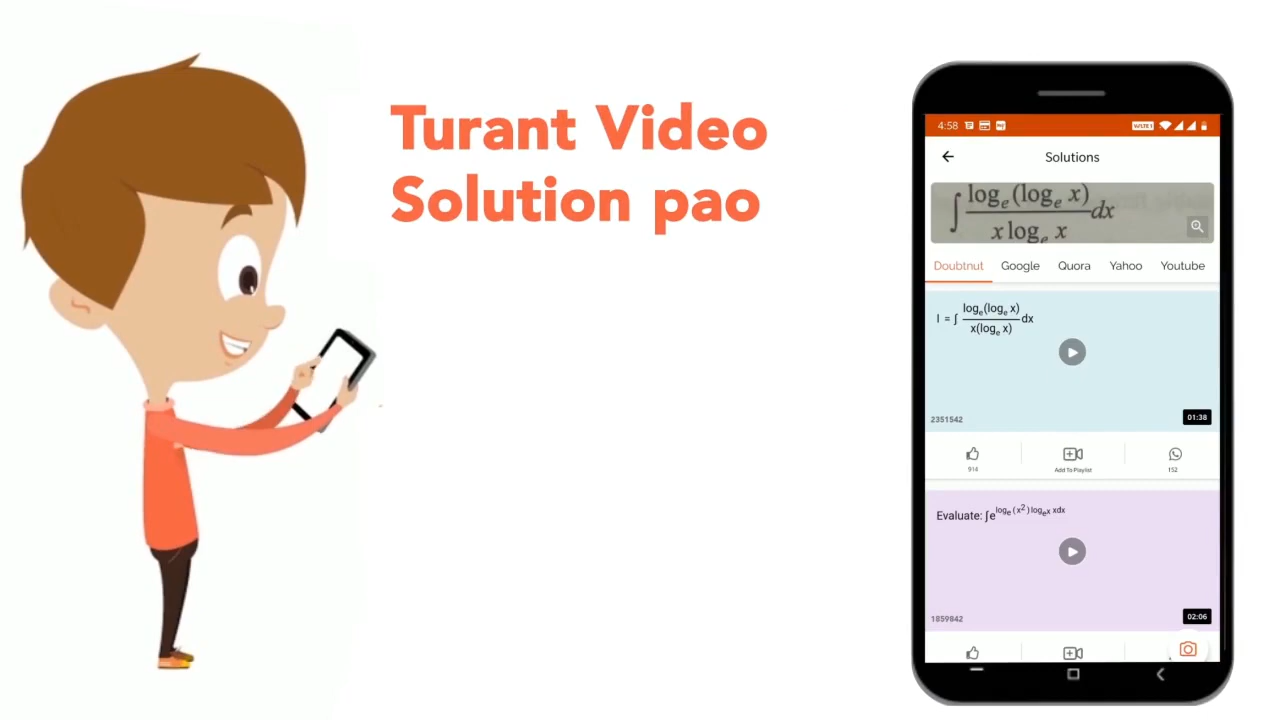 Turant Video
Solution pao
4:58
VoLTE1
Solutions
∫ logₑ(logₑ x) / x logₑ x dx
Doubtnut Google Quora Yahoo Youtube
I = ∫ logₑ(logₑ x) / x(logₑ x) dx
2351542 01:38
914 Add To Playlist 152
Evaluate: ∫e^logₑ(x²)logₑx xdx
1859842 02:06